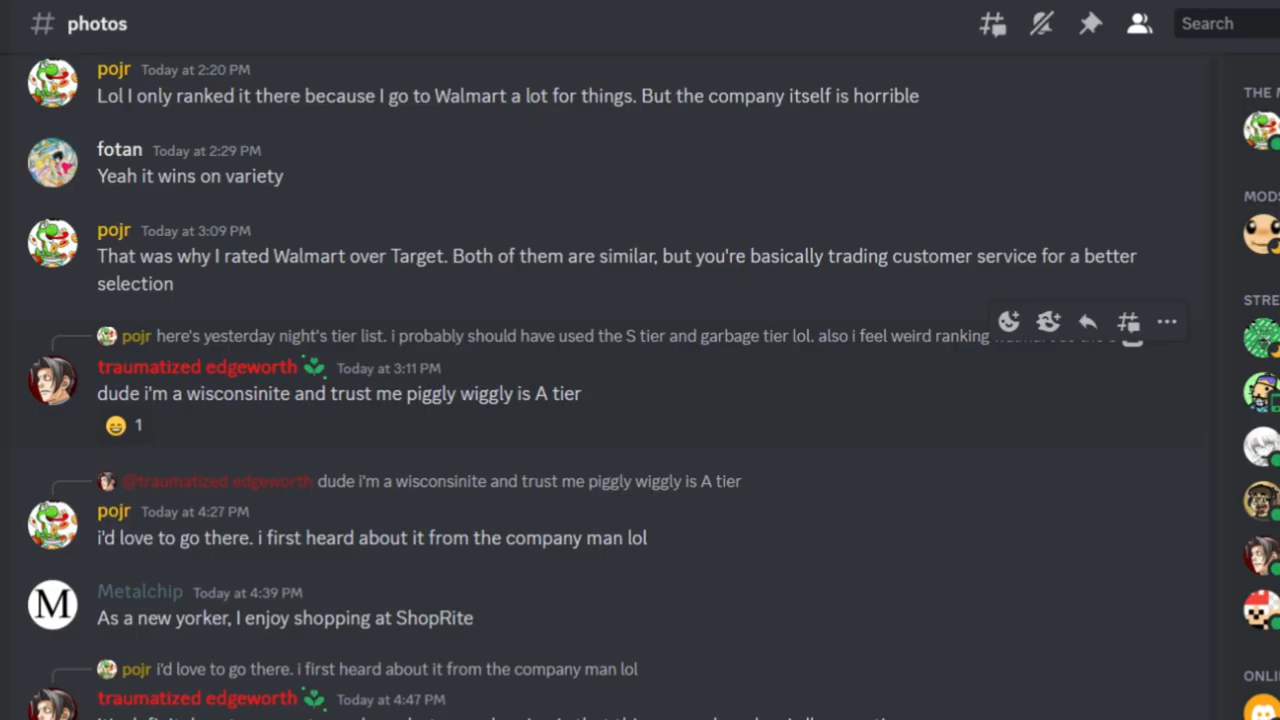 # photos
Search
pojr Today at 2:20 PM
Lol I only ranked it there because I go to Walmart a lot for things. But the company itself is horrible
fotan Today at 2:29 PM
Yeah it wins on variety
pojr Today at 3:09 PM
That was why I rated Walmart over Target. Both of them are similar, but you're basically trading customer service for a better
selection
pojr here's yesterday night's tier list. i probably should have used the S tier and garbage tier lol. also i feel weird ranking
traumatized edgeworth Today at 3:11 PM
dude i'm a wisconsinite and trust me piggly wiggly is A tier
1
@traumatized edgeworth dude i'm a wisconsinite and trust me piggly wiggly is A tier
pojr Today at 4:27 PM
i'd love to go there. i first heard about it from the company man lol
M
Metalchip Today at 4:39 PM
As a new yorker, I enjoy shopping at ShopRite
pojr i'd love to go there. i first heard about it from the company man lol
traumatized edgeworth Today at 4:47 PM
THE
MODS
STRE
ONLI